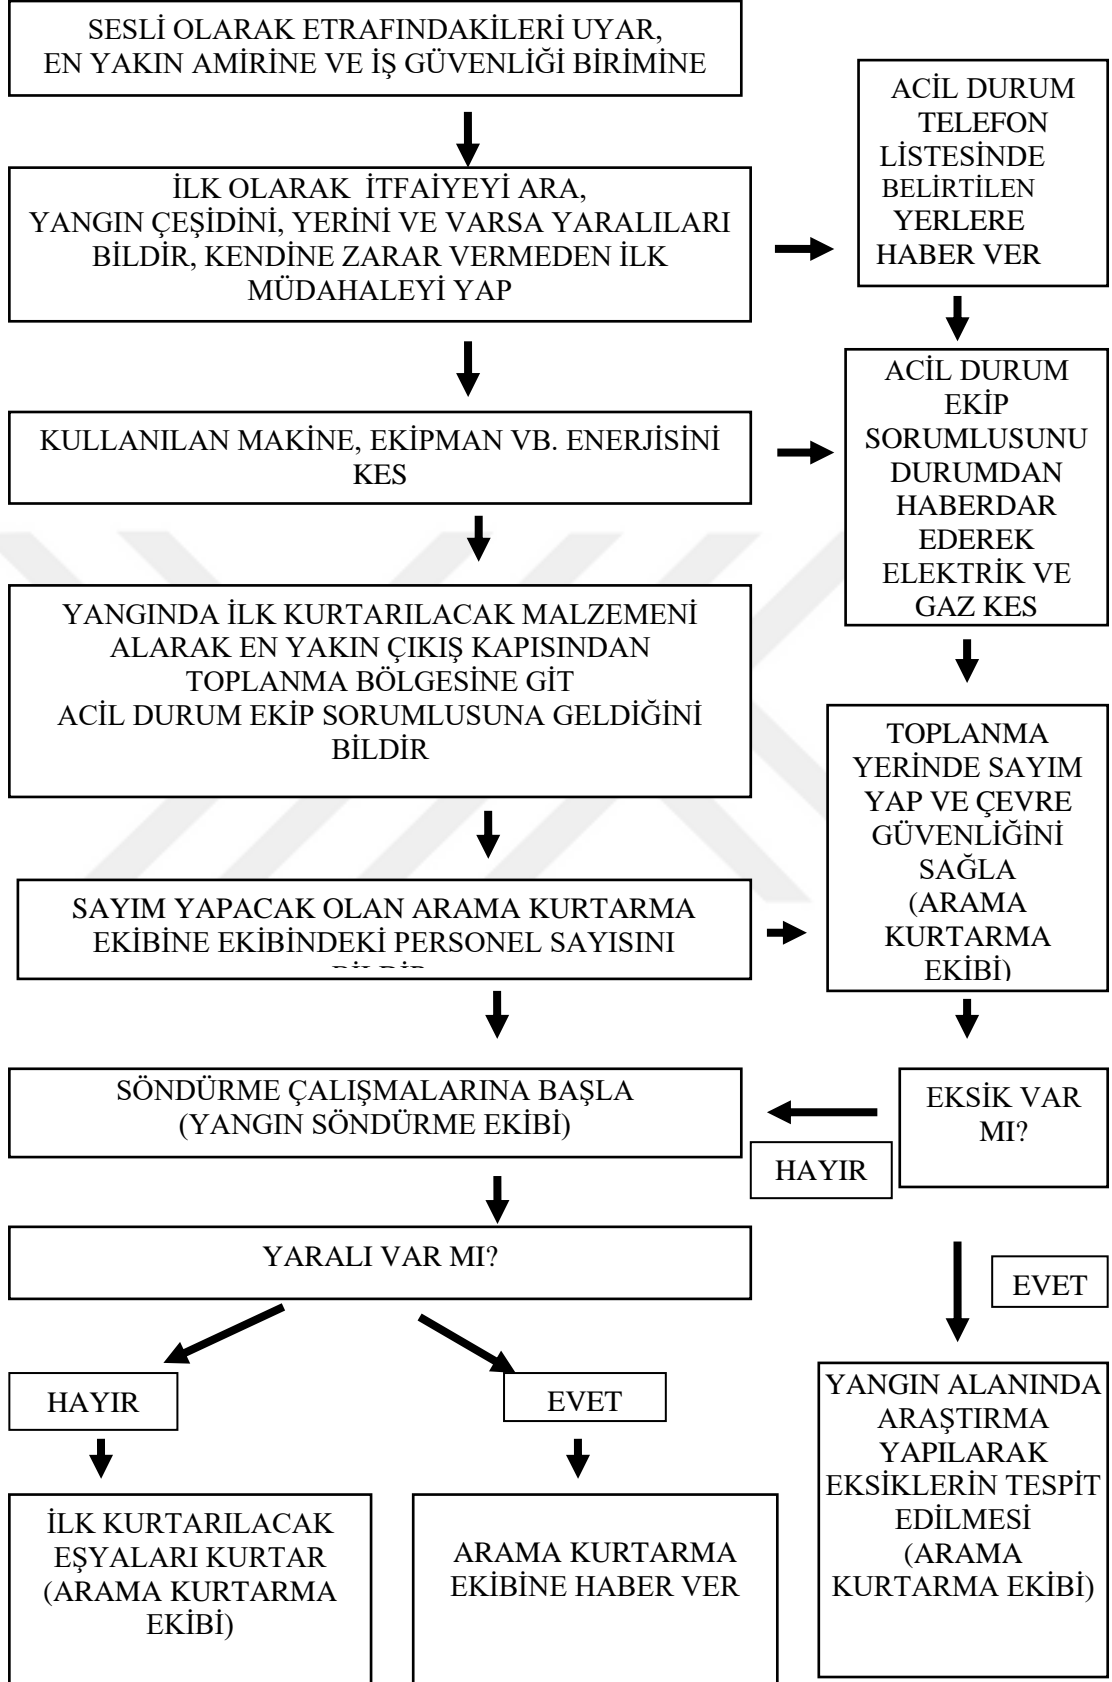 SESLİ OLARAK ETRAFINDAKİLERİ UYAR,
EN YAKIN AMİRİNE VE İŞ GÜVENLİĞİ BİRİMİNE
İLK OLARAK İTFAİYEYİ ARA,
YANGIN ÇEŞİDİNİ, YERİNİ VE VARSA YARALILARI
BİLDİR, KENDİNE ZARAR VERMEDEN İLK
MÜDAHALEYİ YAP
ACİL DURUM
TELEFON
LİSTESİNDE
BELİRTİLEN
YERLERE
HABER VER
KULLANILAN MAKİNE, EKİPMAN VB. ENERJİSİNİ
KES
ACİL DURUM
EKİP
SORUMLUSUNU
DURUMDAN
HABERDAR
EDEREK
ELEKTRİK VE
GAZ KES
YANGINDA İLK KURTARILACAK MALZEMENİ
ALARAK EN YAKIN ÇIKIŞ KAPISINDAN
TOPLANMA BÖLGESİNE GİT
ACİL DURUM EKİP SORUMLUSUNA GELDİĞİNİ
BİLDİR
TOPLANMA
YERİNDE SAYIM
YAP VE ÇEVRE
GÜVENLİĞİNİ
SAĞLA
(ARAMA
KURTARMA
EKİBİ)
SAYIM YAPACAK OLAN ARAMA KURTARMA
EKİBİNE EKİBİNDEKİ PERSONEL SAYISINI
SÖNDÜRME ÇALIŞMALARINA BAŞLA
(YANGIN SÖNDÜRME EKİBİ)
EKSİK VAR
MI?
HAYIR
YARALI VAR MI?
EVET
HAYIR
EVET
YANGIN ALANINDA
ARAŞTIRMA
YAPILARAK
EKSİKLERİN TESPİT
EDİLMESİ
(ARAMA
KURTARMA EKİBİ)
İLK KURTARILACAK
EŞYALARI KURTAR
(ARAMA KURTARMA
EKİBİ)
ARAMA KURTARMA
EKİBİNE HABER VER